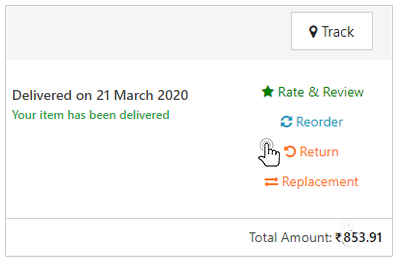 Track
Delivered on 21 March 2020
Your item has been delivered
Rate & Review
Reorder
Return
Replacement
Total Amount: ₹853.91